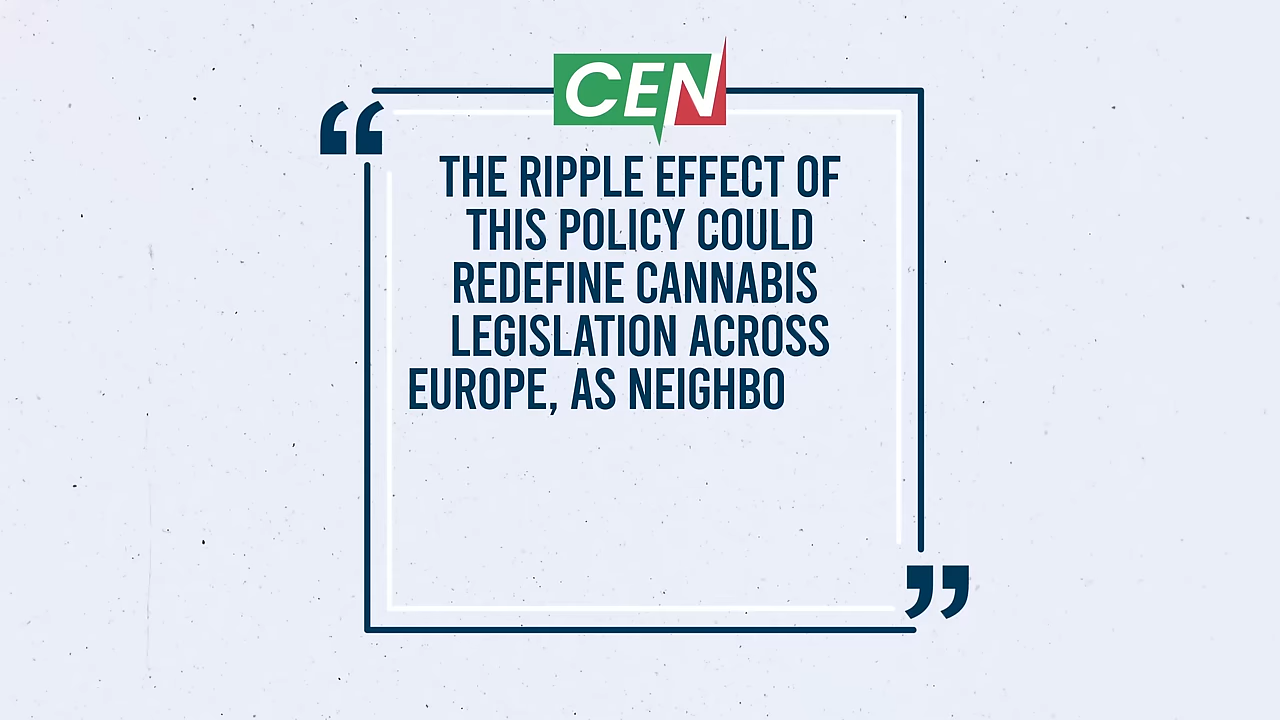 CEN
“
THE RIPPLE EFFECT OF
THIS POLICY COULD
REDEFINE CANNABIS
LEGISLATION ACROSS
EUROPE, AS NEIGHBO
”